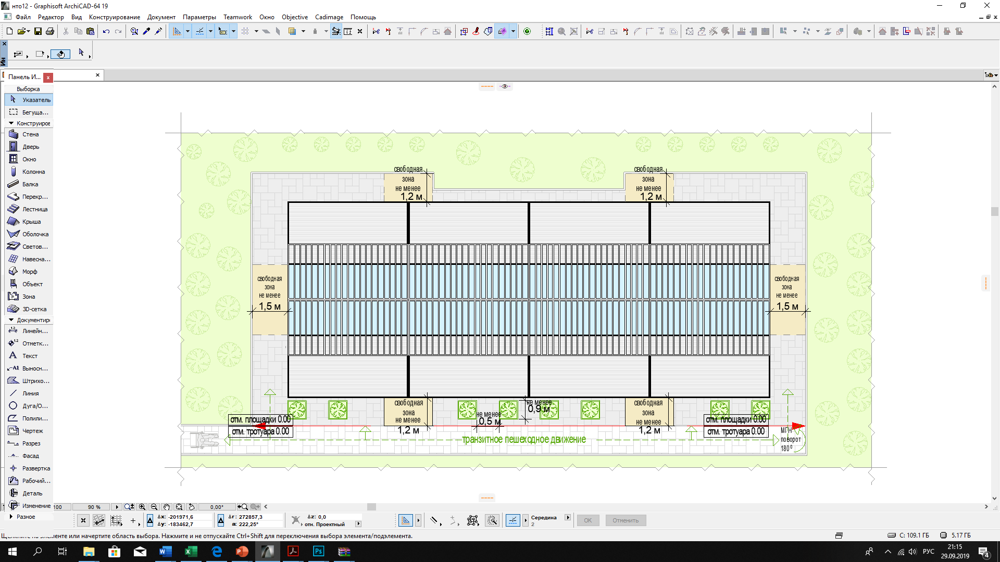 нто12 - Graphisoft ArchiCAD-64 19
Файл Редактор Вид Конструирование Документ Параметры Teamwork Окно Objective Cadimage Помощь
Ин
Панель И...
Выборка
Указатель
Бегуща...
Конструиров
Стена
Дверь
Окно
Колонна
Балка
Перекр...
Лестница
Крыша
Оболочка
Светов...
Навесна...
Морф
Объект
Зона
3D-сетка
Документир
Линейн...
Отметк...
Текст
Выносн...
Штрихо...
Линия
Дуга/О...
Полили...
Чертеж
Разрез
Фасад
Развертка
Рабочий...
Деталь
Изменение
Разное
свободная
зона
не менее
1,2 м
свободная
зона
не менее
1,2 м
свободная
зона
не менее
1,5 м
свободная
зона
не менее
1,5 м
свободная
зона
не менее
1,2 м
не менее
0,9 м
не менее
0,5 м
свободная
зона
не менее
1,2 м
отм. площадки 0.00
отм. тротуара 0.00
отм. площадки 0.00
отм. тротуара 0.00
транзитное пешеходное движение
МГН
поворот
180°
100 90 % 0,00°
Δx: -201971,6
Δy: -183462,7
Δr: 272857,3
a: 222,25°
Δz: 0,0
отн. Проектный
Середина
2
ОК
Отменить
Щелкните на элементе или начертите область выбора. Нажмите и не отпускайте Ctrl+Shift для переключения выбора элемента/подэлемента.
C: 109.1 ГБ
5.17 ГБ
РУС
21:15
29.09.2019
4